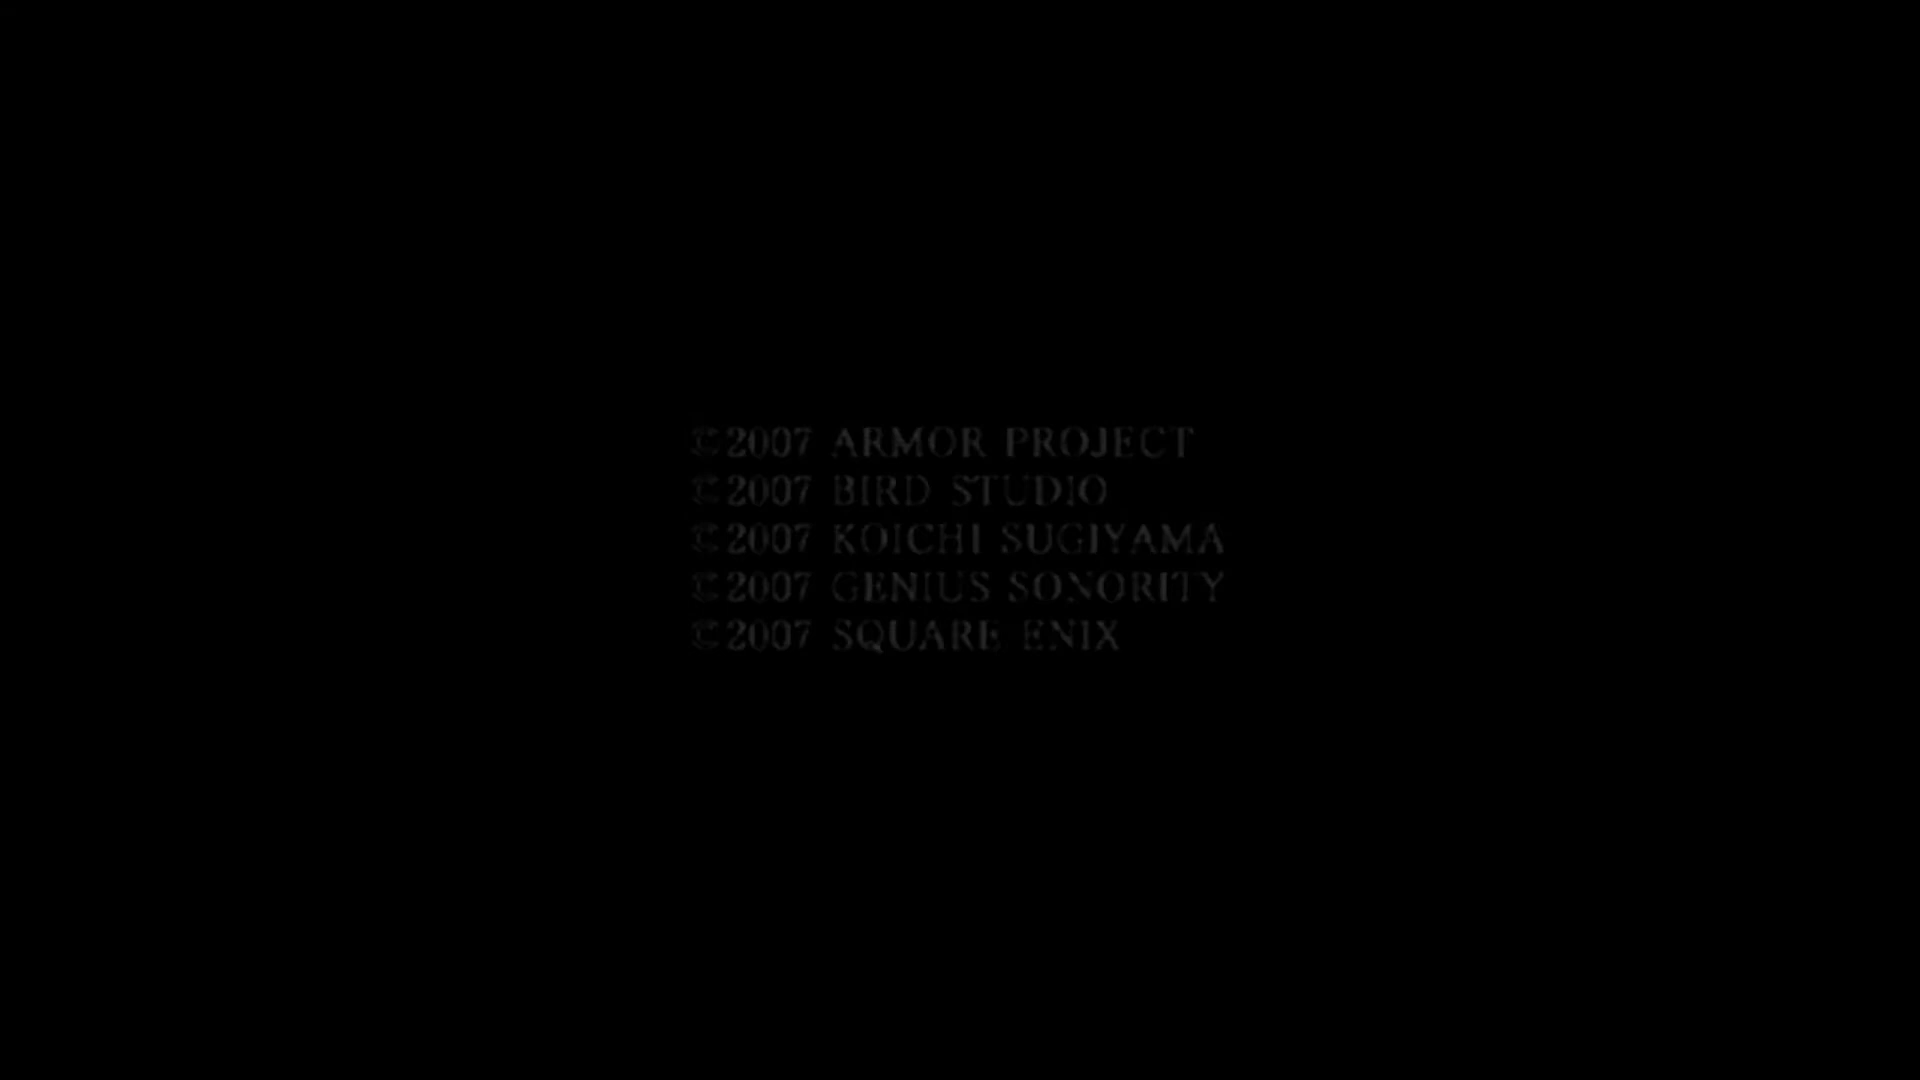 ©2007 ARMOR PROJECT
©2007 BIRD STUDIO
©2007 KOICHI SUGIYAMA
©2007 GENIUS SONORITY
©2007 SQUARE ENIX